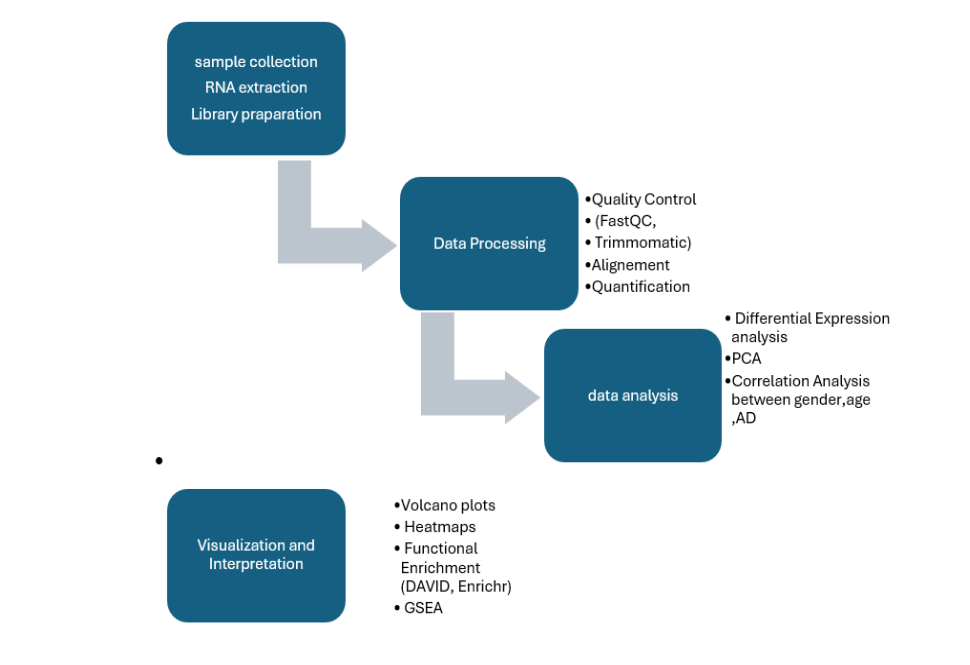 sample collection
RNA extraction
Library praparation
Data Processing
•Quality Control
• (FastQC,
• Trimmomatic)
•Alignement
•Quantification
data analysis
• Differential Expression
analysis
•PCA
•Correlation Analysis
between gender,age
,AD
•
Visualization and
Interpretation
•Volcano plots
• Heatmaps
• Functional
Enrichment
(DAVID, Enrichr)
• GSEA